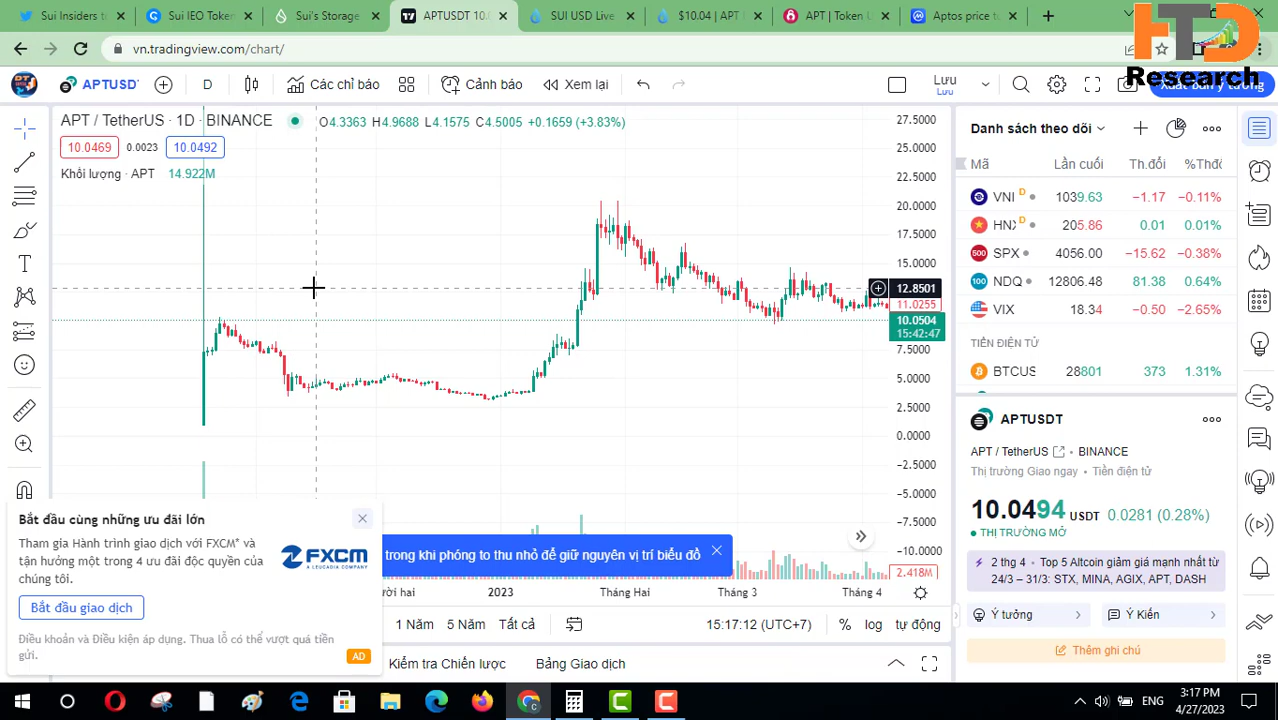 Sui Insiders t
Sui IEO Token
Sui's Storage
APTUSDT 10.
SUI USD Live
$10.04 | APT
APT | Token U
Aptos price to
HTD
Research
vn.tradingview.com/chart/
APTUSD
D
Các chỉ báo
Cảnh báo
Xem lại
Lưu
Lưu
Xuất bản ý tưởng
APT / TetherUS · 1D · BINANCE
O4.3363 H4.9688 L4.1575 C4.5005 +0.1659 (+3.83%)
10.0469 0.0023 10.0492
Khối lượng · APT 14.922M
27.5000
25.0000
22.5000
20.0000
17.5000
15.0000
12.8501
11.0255
10.0504
15:42:47
7.5000
5.0000
2.5000
0.0000
−2.5000
−5.0000
−7.5000
−10.0000
2.418M
2023
Tháng Hai
Tháng 3
Tháng 4
Bắt đầu cùng những ưu đãi lớn
Tham gia Hành trình giao dịch với FXCM* và
tận hưởng một trong 4 ưu đãi độc quyền của
chúng tôi.
FXCM
A LEUCADIA COMPANY
Bắt đầu giao dịch
Điều khoản và Điều kiện áp dụng. Thua lỗ có thể vượt quá tiền
gửi.
AD
trong khi phóng to thu nhỏ để giữ nguyên vị trí biểu đồ
1 Năm 5 Năm Tất cả
15:17:12 (UTC+7) % log tự động
Kiểm tra Chiến lược Bảng Giao dịch
Danh sách theo dõi
Mã Lần cuối Th.đổi %Thđ
VNI D 1039.63 −1.17 −0.11%
HNX D 205.86 0.01 0.01%
SPX 4056.00 −15.62 −0.38%
NDQ 12806.48 81.38 0.64%
VIX 18.34 −0.50 −2.65%
TIỀN ĐIỆN TỬ
BTCUS 28801 373 1.31%
APTUSDT
APT / TetherUS · BINANCE
Thị trường Giao ngay · Tiền điện tử
10.0494 USDT 0.0281 (0.28%)
THỊ TRƯỜNG MỞ
2 thg 4 · Top 5 Altcoin giảm giá mạnh nhất từ
24/3 – 31/3: STX, MINA, AGIX, APT, DASH
Ý tưởng
Ý Kiến
Thêm ghi chú
ENG
3:17 PM
4/27/2023